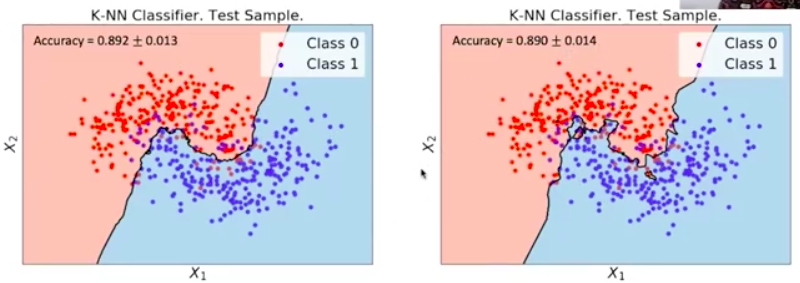 K-NN Classifier. Test Sample.
Accuracy = 0.892 ± 0.013
Class 0
Class 1
X2
X1
K-NN Classifier. Test Sample.
Accuracy = 0.890 ± 0.014
Class 0
Class 1
X2
X1